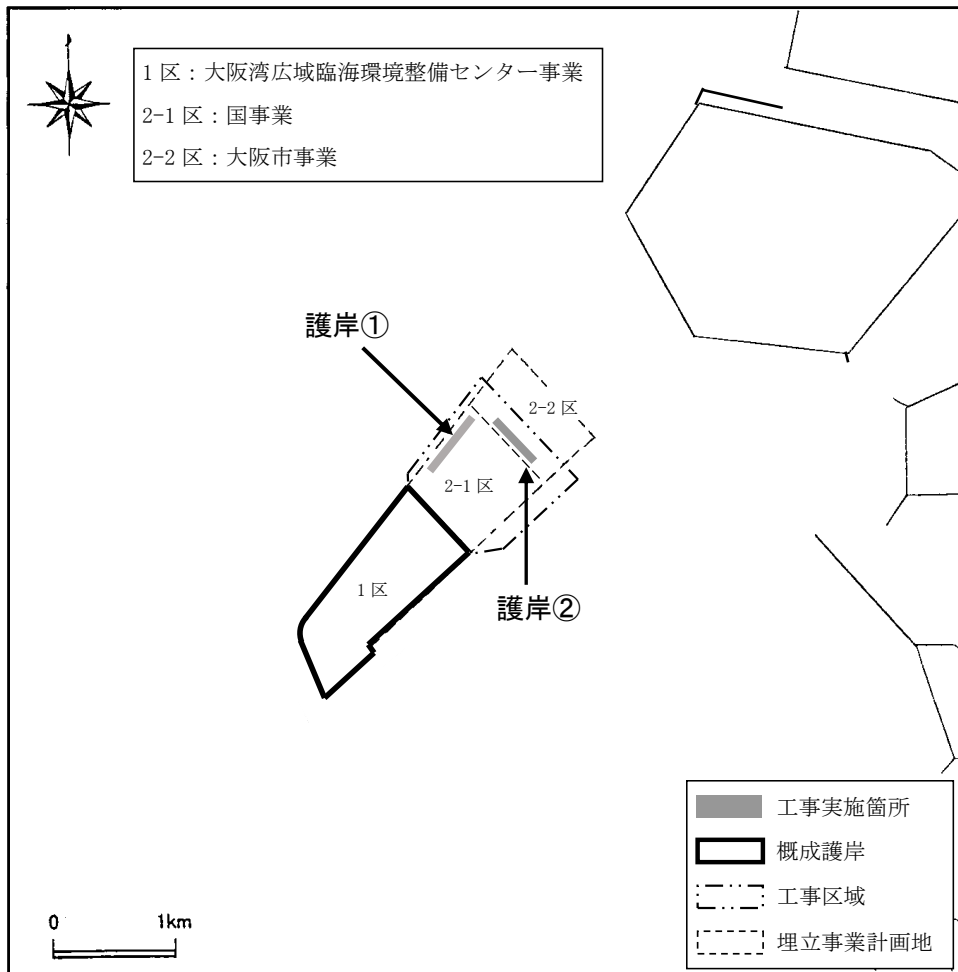 1 区：大阪湾広域臨海環境整備センター事業
2-1 区：国事業
2-2 区：大阪市事業
護岸①
2-2 区
2-1 区
1 区
護岸②
工事実施箇所
概成護岸
工事区域
埋立事業計画地
0 1km